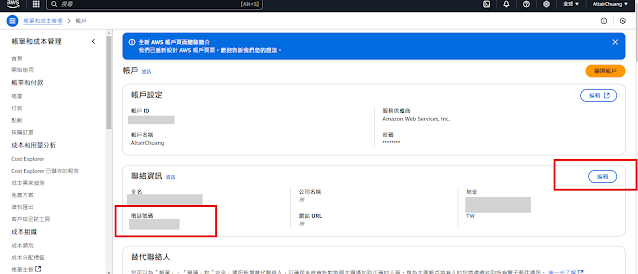 aws
搜尋
[Alt+S]
全球
AltairChuang
帳單和成本管理 > 帳戶
帳單和成本管理
首頁
開始使用
帳單和付款
帳單
付款
點數
採購訂單
成本和用量分析
Cost Explorer
Cost Explorer 已儲存的報告
成本異常偵測
免費方案
資料匯出
客戶碳足跡工具
成本組織
成本類別
成本分配標籤
帳單主管
全新 AWS 帳戶頁面體驗簡介
我們已重新設計 AWS 帳戶頁面。歡迎告訴我們您的想法。
帳戶 資訊
關閉帳戶
帳戶設定
編輯
帳戶 ID
服務供應商
Amazon Web Services, Inc.
帳戶名稱
AltairChuang
密碼
********
聯絡資訊 資訊
編輯
全名
公司名稱
無
地址
TW
電話號碼
網站 URL
無
替代聯絡人